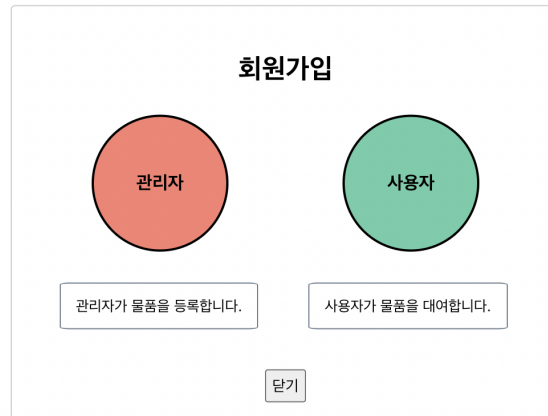 회원가입
관리자
사용자
관리자가 물품을 등록합니다.
사용자가 물품을 대여합니다.
닫기